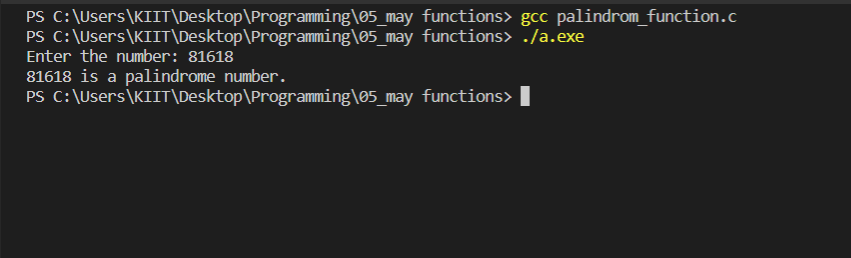 PS C:\Users\KIIT\Desktop\Programming\05_may functions> gcc palindrom_function.c
PS C:\Users\KIIT\Desktop\Programming\05_may functions> ./a.exe
Enter the number: 81618
81618 is a palindrome number.
PS C:\Users\KIIT\Desktop\Programming\05_may functions>